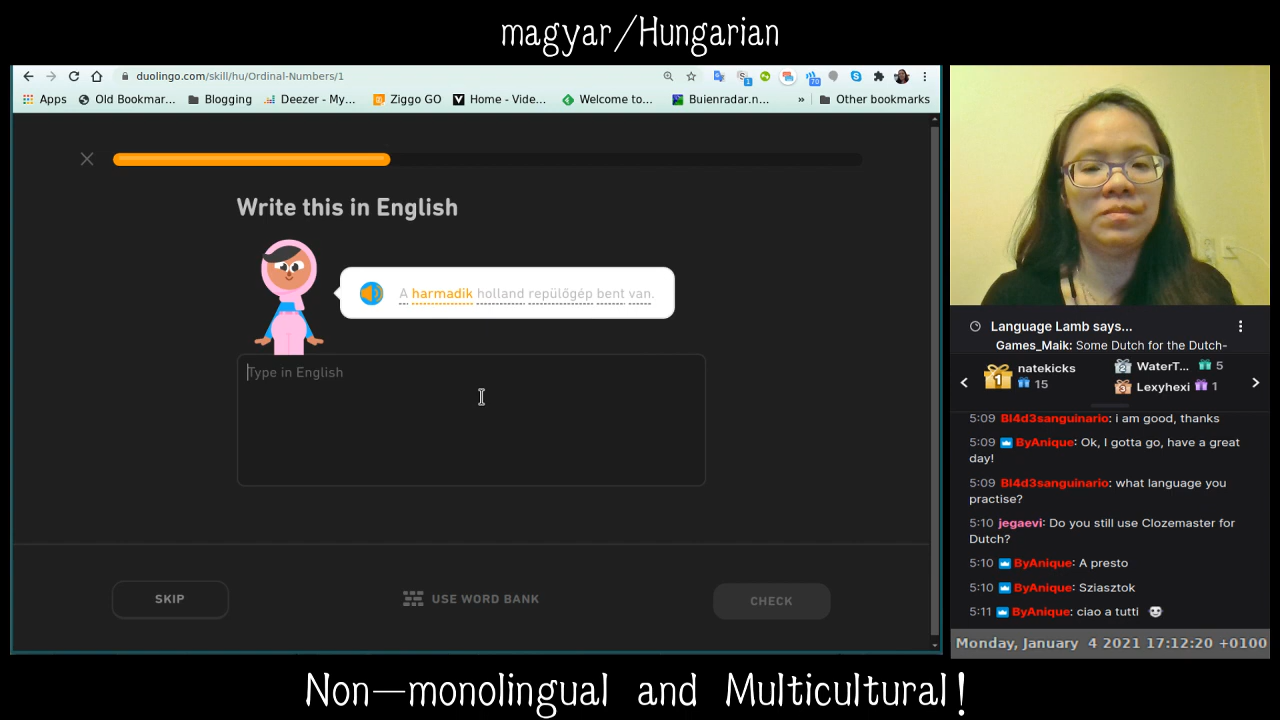 magyar/Hungarian
duolingo.com/skill/hu/Ordinal-Numbers/1
Apps Old Bookmar... Blogging Deezer - My... Ziggo GO Home - Vide... Welcome to... Buienradar.n... » Other bookmarks
Write this in English
A harmadik holland repülőgép bent van.
Type in English
SKIP
USE WORD BANK
CHECK
Language Lamb says...
Games_Maik: Some Dutch for the Dutch-
1 natekicks
15
2 WaterT... 5
3 Lexyhexi 1
5:09 Bl4d3sanguinario: i am good, thanks
5:09 ByAnique: Ok, I gotta go, have a great
day!
5:09 Bl4d3sanguinario: what language you
practise?
5:10 jegaevi: Do you still use Clozemaster for
Dutch?
5:10 ByAnique: A presto
5:10 ByAnique: Sziasztok
5:11 ByAnique: ciao a tutti
Monday, January 4 2021 17:12:20 +0100
Non-monolingual and Multicultural!